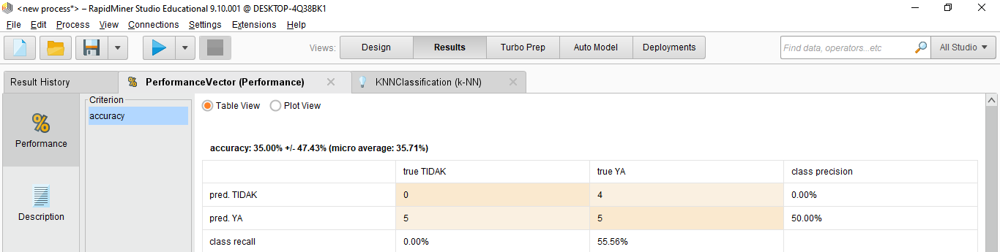 <new process*> – RapidMiner Studio Educational 9.10.001 @ DESKTOP-4Q38BK1
File Edit Process View Connections Settings Extensions Help
Views: Design Results Turbo Prep Auto Model Deployments Find data, operators...etc All Studio
Result History % PerformanceVector (Performance) KNNClassification (k-NN)
Criterion
accuracy
%
Performance
Description
Table View Plot View
accuracy: 35.00% +/- 47.43% (micro average: 35.71%)
true TIDAK true YA class precision
pred. TIDAK 0 4 0.00%
pred. YA 5 5 50.00%
class recall 0.00% 55.56%